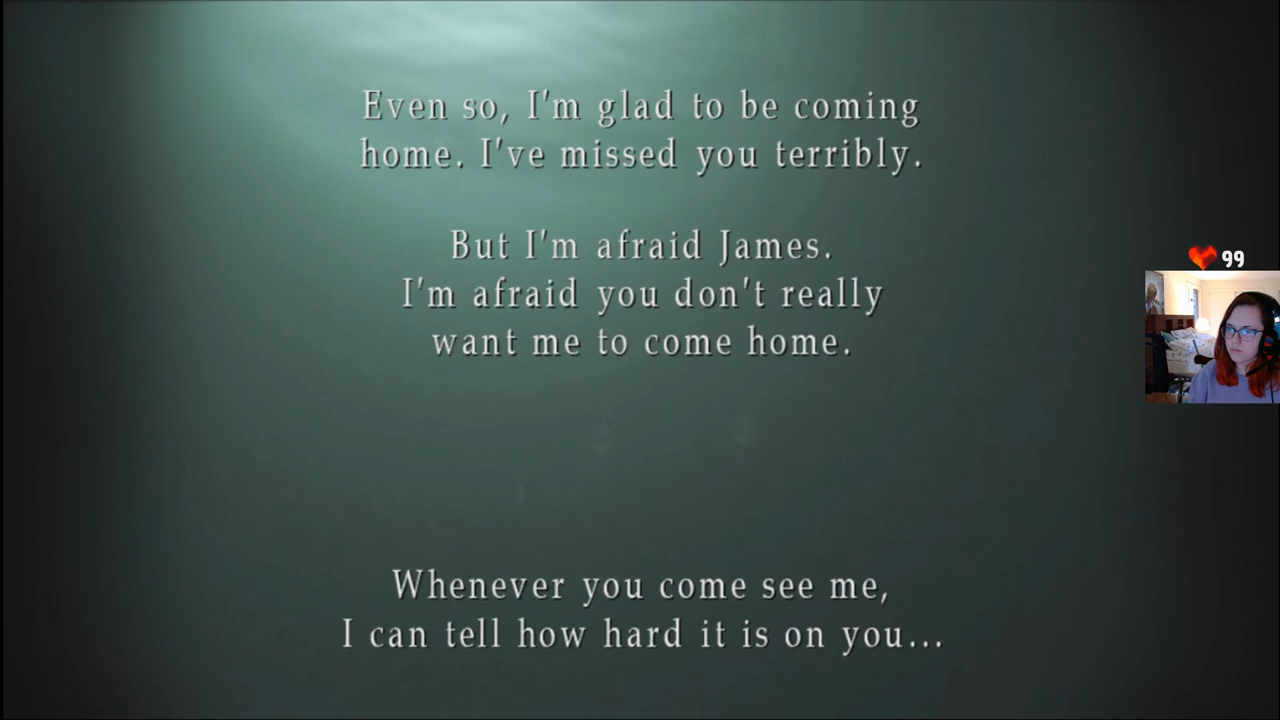 Even so, I'm glad to be coming
home. I've missed you terribly.
But I'm afraid James.
I'm afraid you don't really
want me to come home.
99
Whenever you come see me,
I can tell how hard it is on you...